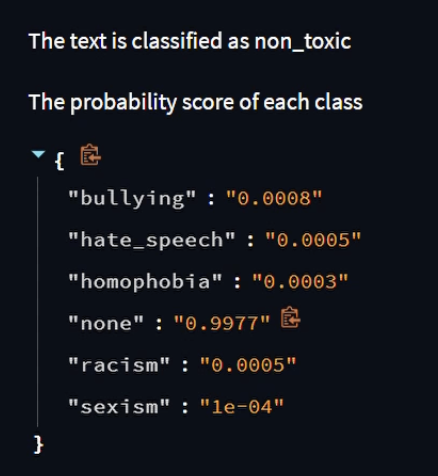 The text is classified as non_toxic
The probability score of each class
{
"bullying" : "0.0008"
"hate_speech" : "0.0005"
"homophobia" : "0.0003"
"none" : "0.9977"
"racism" : "0.0005"
"sexism" : "1e-04"
}